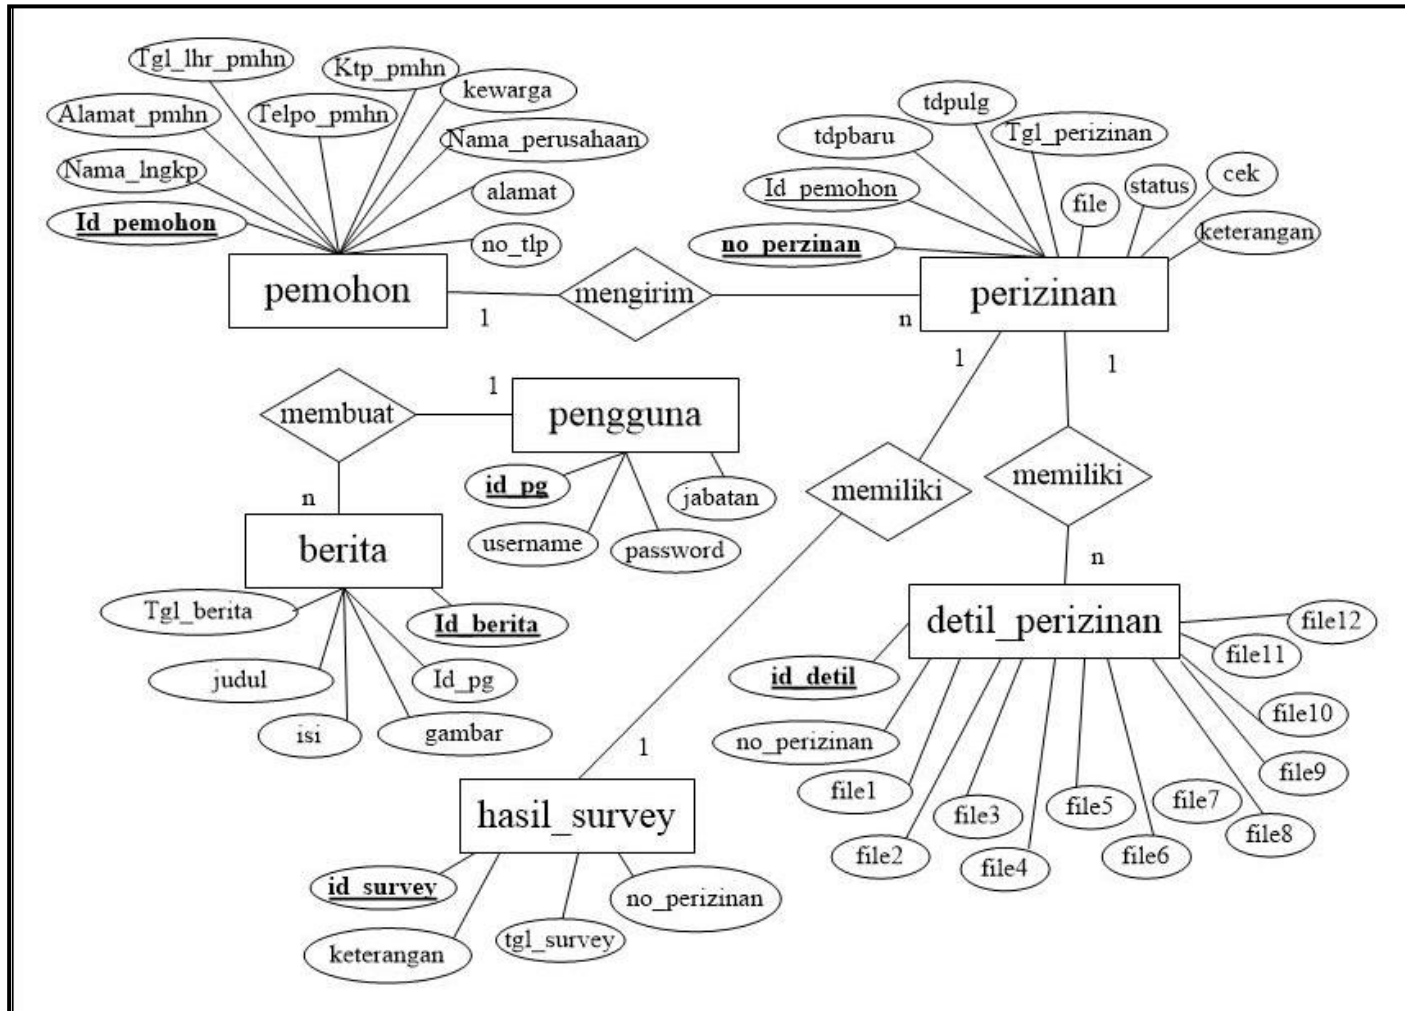 Tgl_lhr_pmhn
Ktp_pmhn
kewarga
Alamat_pmhn
Telpo_pmhn
Nama_perusahaan
Nama_lngkp
alamat
Id_pemohon
no_tlp
pemohon
1
mengirim
n
tdpulg
tdpbaru
Tgl_perizinan
Id_pemohon
file
status
cek
no_perzinan
keterangan
perizinan
1
1
membuat
1
pengguna
n
id_pg
jabatan
username
password
memiliki
memiliki
n
berita
Tgl_berita
Id_berita
judul
Id_pg
isi
gambar
detil_perizinan
file12
file11
id_detil
file10
no_perizinan
file9
file1
file3
file5
file7
file8
file2
file4
file6
1
hasil_survey
id_survey
no_perizinan
keterangan
tgl_survey